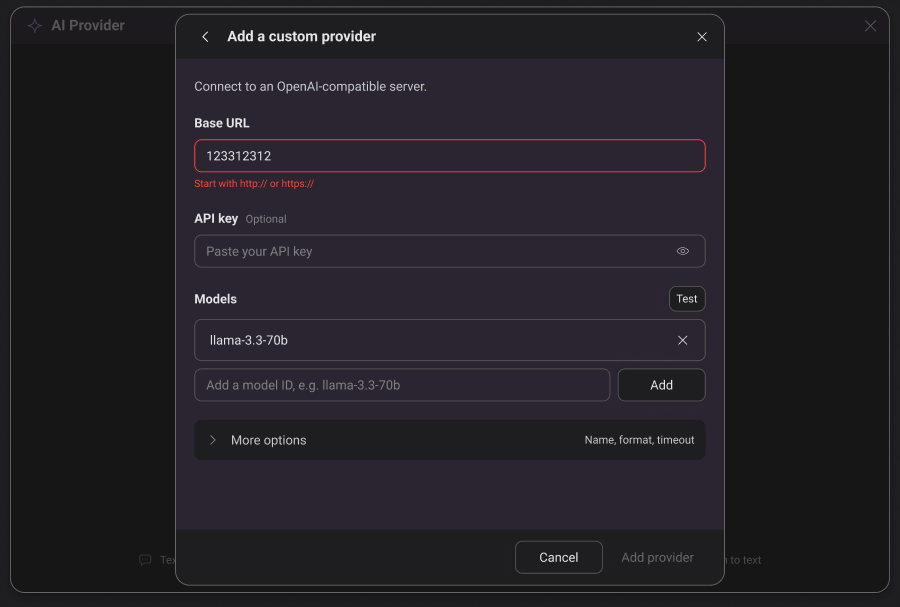 AI Provider
Add a custom provider
Connect to an OpenAI-compatible server.
Base URL
123312312
Start with http:// or https://
API key Optional
Paste your API key
Models Test
llama-3.3-70b
Add a model ID, e.g. llama-3.3-70b Add
More options Name, format, timeout
Cancel Add provider
to text